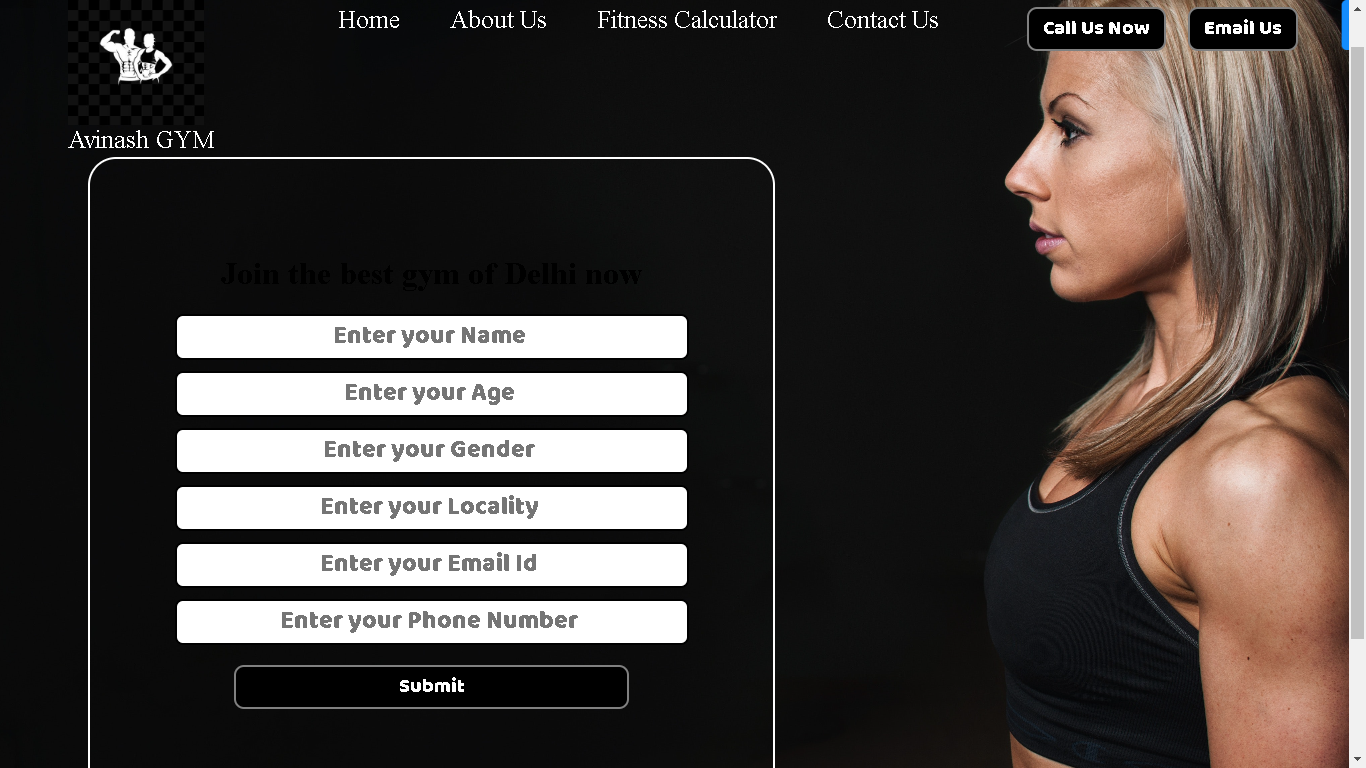 Home
About Us
Fitness Calculator
Contact Us
Call Us Now
Email Us
Avinash GYM
Join the best gym of Delhi now
Enter your Name
Enter your Age
Enter your Gender
Enter your Locality
Enter your Email Id
Enter your Phone Number
Submit